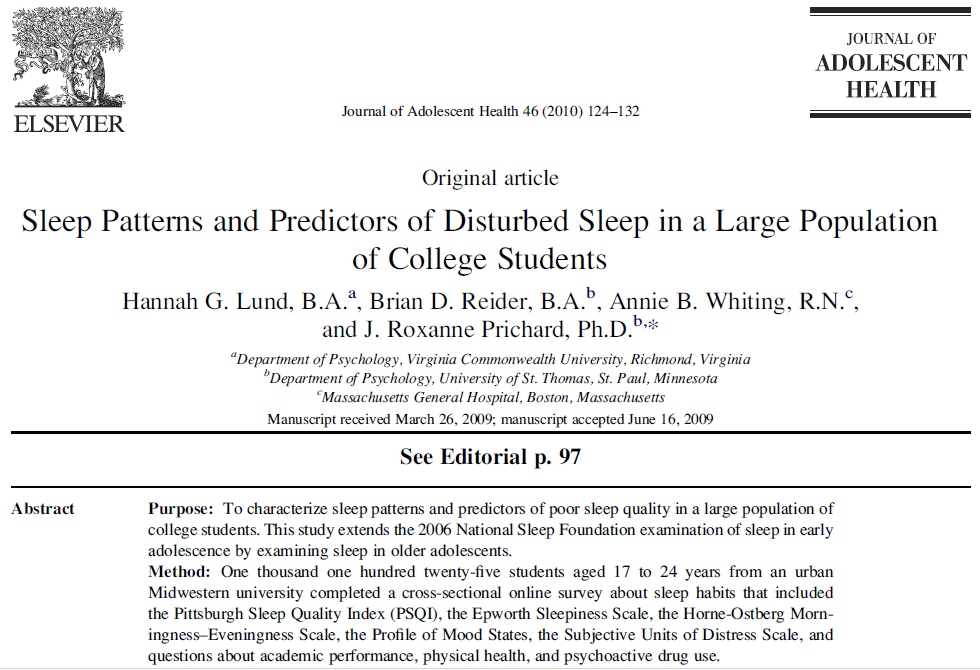 ELSEVIER
JOURNAL OF
ADOLESCENT
HEALTH
Journal of Adolescent Health 46 (2010) 124–132
Original article
Sleep Patterns and Predictors of Disturbed Sleep in a Large Population
of College Students
Hannah G. Lund, B.A.a, Brian D. Reider, B.A.b, Annie B. Whiting, R.N.c,
and J. Roxanne Prichard, Ph.D.b,*
aDepartment of Psychology, Virginia Commonwealth University, Richmond, Virginia
bDepartment of Psychology, University of St. Thomas, St. Paul, Minnesota
cMassachusetts General Hospital, Boston, Massachusetts
Manuscript received March 26, 2009; manuscript accepted June 16, 2009
See Editorial p. 97
Abstract
Purpose: To characterize sleep patterns and predictors of poor sleep quality in a large population of
college students. This study extends the 2006 National Sleep Foundation examination of sleep in early
adolescence by examining sleep in older adolescents.
Method: One thousand one hundred twenty-five students aged 17 to 24 years from an urban
Midwestern university completed a cross-sectional online survey about sleep habits that included
the Pittsburgh Sleep Quality Index (PSQI), the Epworth Sleepiness Scale, the Horne-Ostberg Morn-
ingness–Eveningness Scale, the Profile of Mood States, the Subjective Units of Distress Scale, and
questions about academic performance, physical health, and psychoactive drug use.